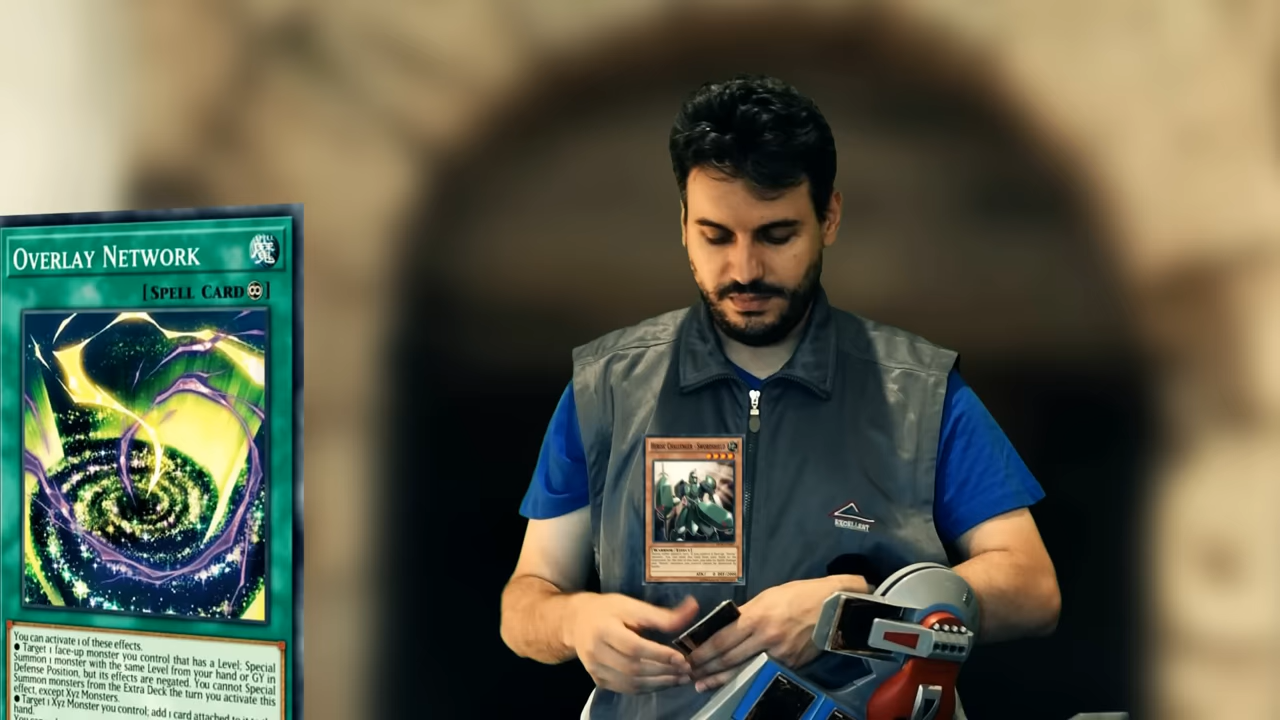 OVERLAY NETWORK
[SPELL CARD]
You can activate 1 of these effects.
● Target 1 face-up monster you control that has a Level; Special
Summon 1 monster with the same Level from your hand or GY in
Defense Position, but its effects are negated. You cannot Special
Summon monsters from the Extra Deck the turn you activate this
effect, except Xyz Monsters.
● Target 1 Xyz Monster you control; add 1 card attached to it to
hand.
HEROIC CHALLENGER - SWORDSHIELD
[WARRIOR/EFFECT]
EXCELLENT